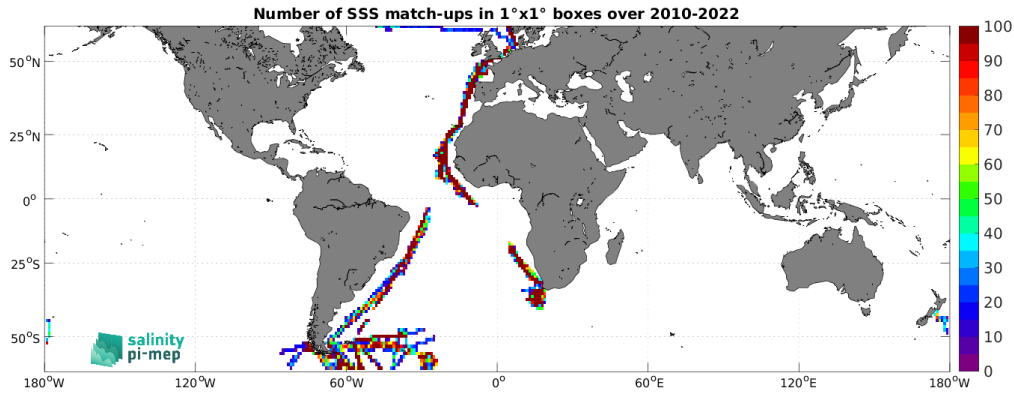 Number of SSS match-ups in 1°x1° boxes over 2010-2022
100
90
80
70
60
50
40
30
20
10
0
50°N
25°N
0°
25°S
50°S
salinity
pi-mep
180°W
120°W
60°W
0°
60°E
120°E
180°W